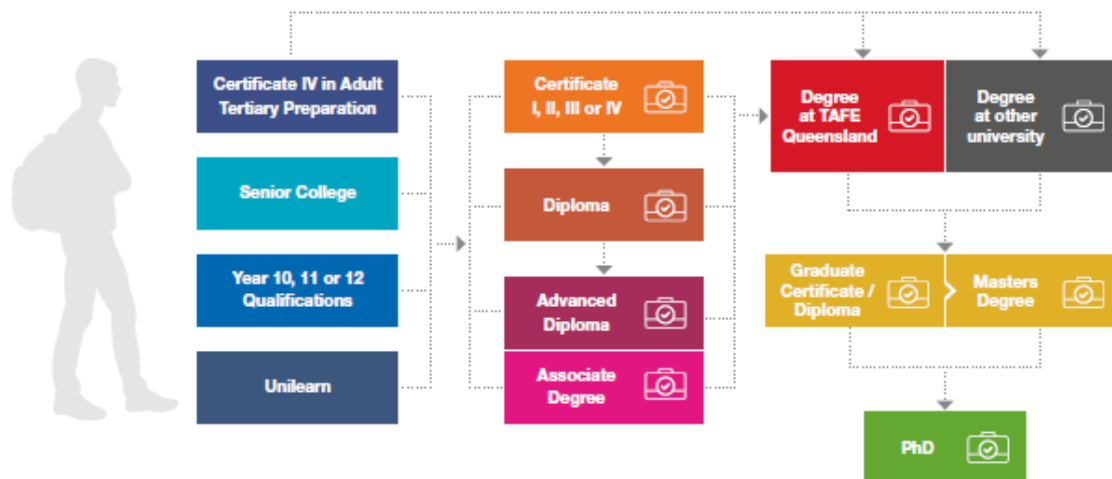 Certificate IV in Adult
Tertiary Preparation
Senior College
Year 10, 11 or 12
Qualifications
Unilearn
Certificate
I, II, III or IV
Diploma
Advanced
Diploma
Associate
Degree
Degree
at TAFE
Queensland
Degree
at other
university
Graduate
Certificate /
Diploma
Masters
Degree
PhD